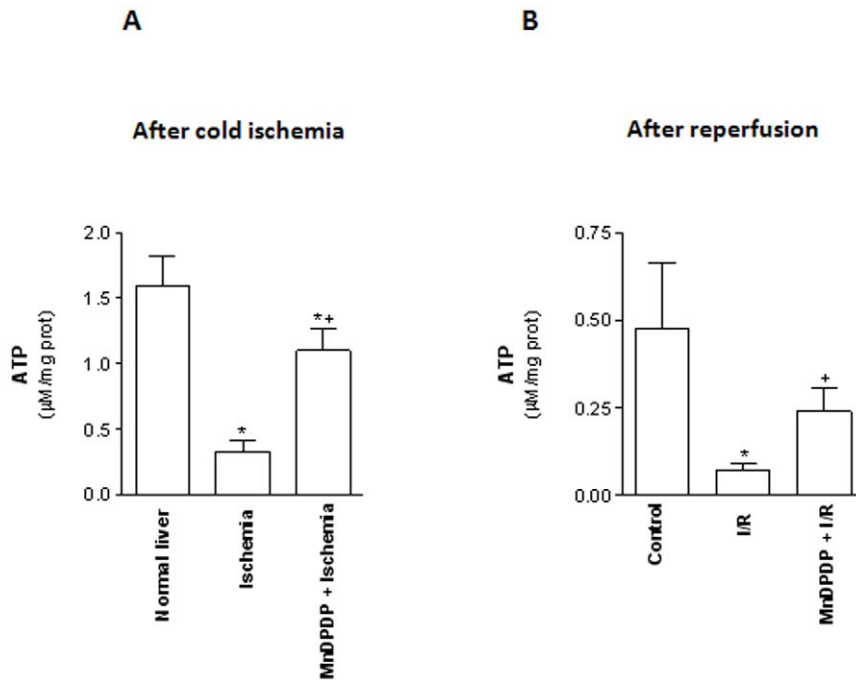 A
After cold ischemia
ATP
(µM/mg prot)
2.0
1.5
1.0
0.5
0.0
*
*+
Normal liver
Ischemia
MnDPDP + Ischemia
B
After reperfusion
ATP
(µM/mg prot)
0.75
0.50
0.25
0.00
*
+
Control
I/R
MnDPDP + I/R